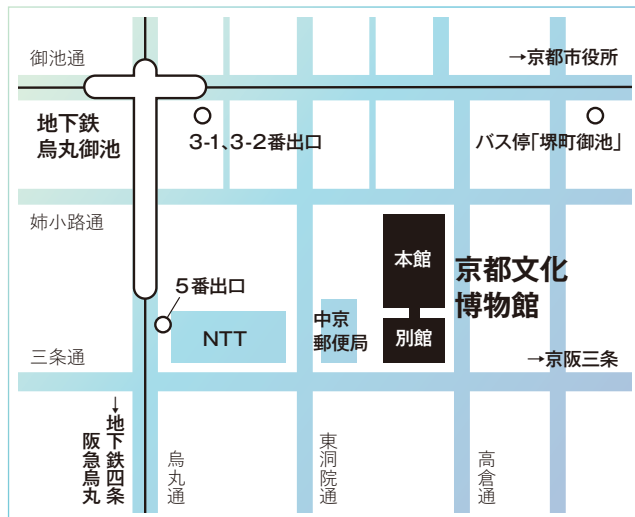 御池通
→京都市役所
地下鉄
烏丸御池
3-1、3-2番出口
バス停「堺町御池」
姉小路通
本館
京都文化
博物館
5番出口
NTT
中京
郵便局
別館
三条通
→京阪三条
→地下鉄四条
阪急烏丸
烏丸通
東洞院通
高倉通